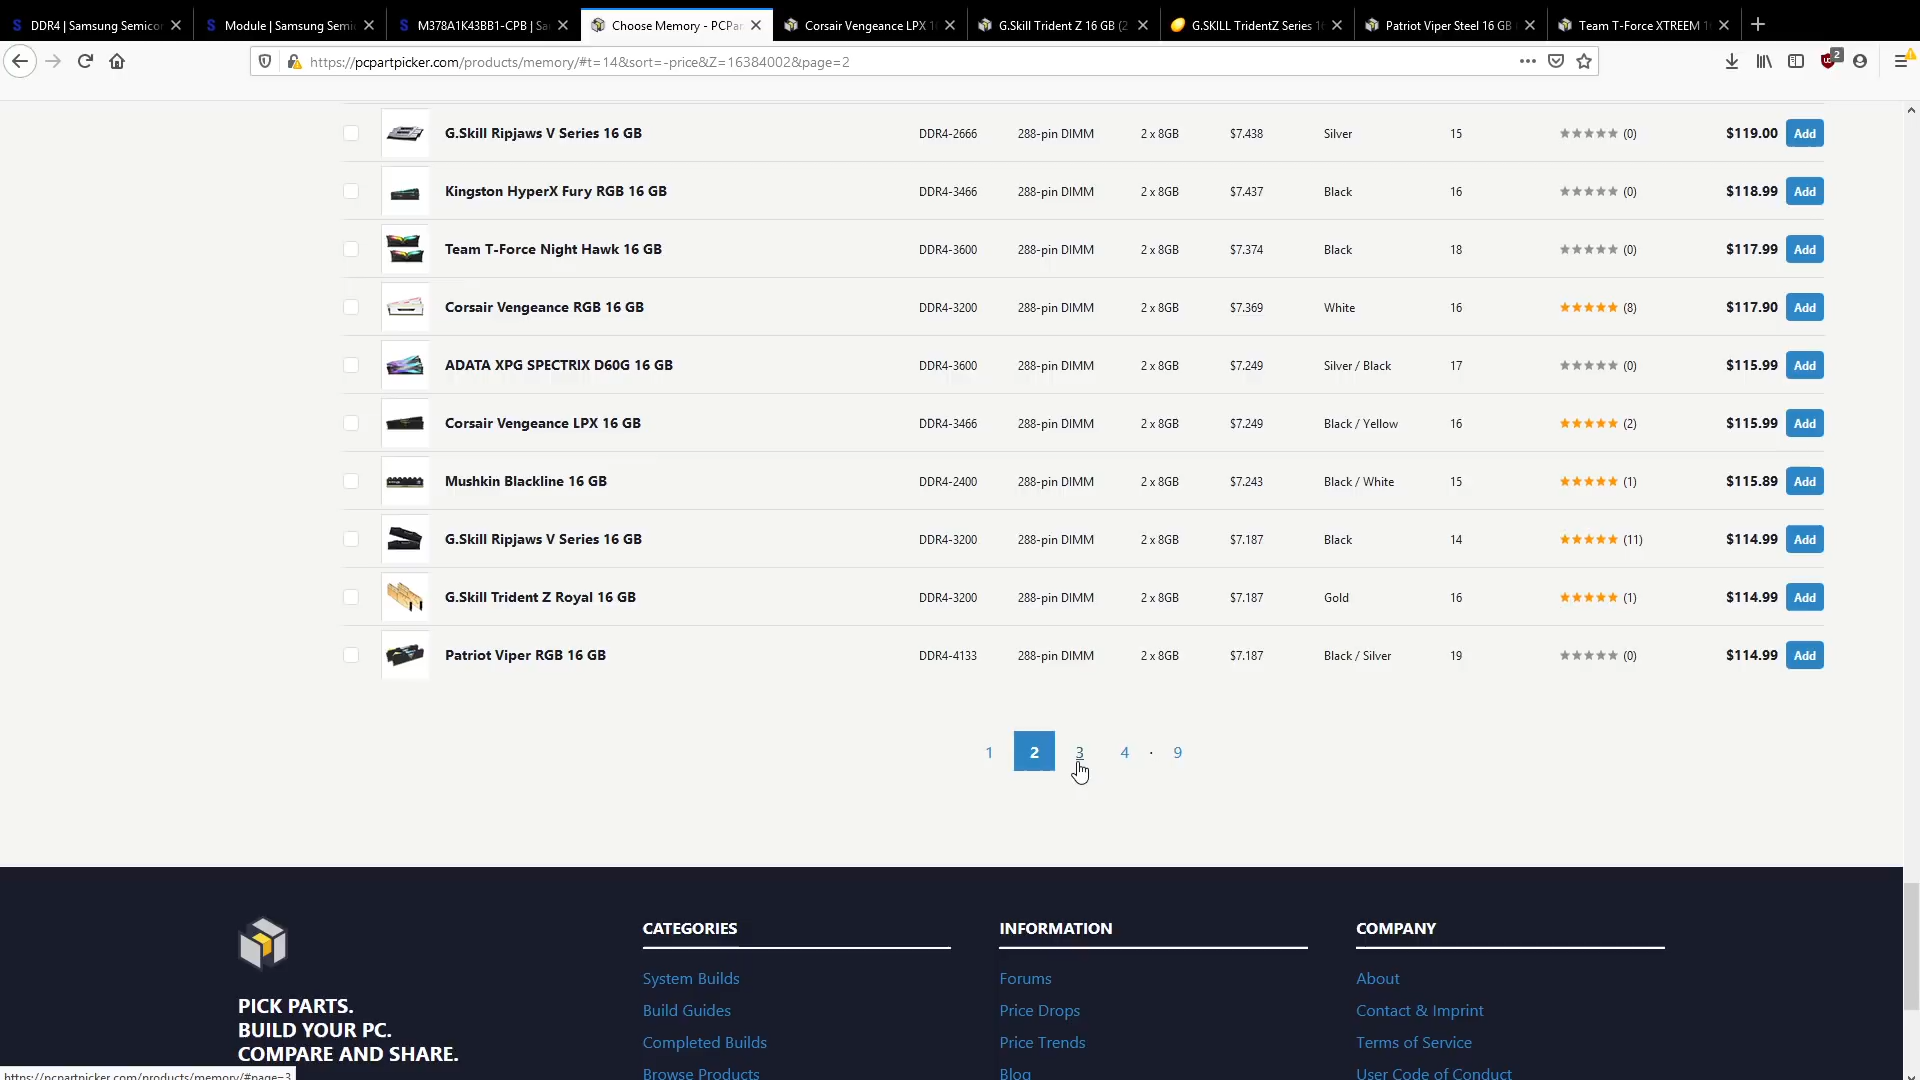 DDR4 | Samsung Semicon
Module | Samsung Semi
M378A1K43BB1-CPB | Sa
Choose Memory - PCPar
Corsair Vengeance LPX 1
G.Skill Trident Z 16 GB (2
G.SKILL TridentZ Series 1
Patriot Viper Steel 16 GB
Team T-Force XTREEM 1
https://pcpartpicker.com/products/memory/#t=14&sort=-price&Z=16384002&page=2
2
G.Skill Ripjaws V Series 16 GB DDR4-2666 288-pin DIMM 2 x 8GB $7.438 Silver 15 (0) $119.00 Add
Kingston HyperX Fury RGB 16 GB DDR4-3466 288-pin DIMM 2 x 8GB $7.437 Black 16 (0) $118.99 Add
Team T-Force Night Hawk 16 GB DDR4-3600 288-pin DIMM 2 x 8GB $7.374 Black 18 (0) $117.99 Add
Corsair Vengeance RGB 16 GB DDR4-3200 288-pin DIMM 2 x 8GB $7.369 White 16 (8) $117.90 Add
ADATA XPG SPECTRIX D60G 16 GB DDR4-3600 288-pin DIMM 2 x 8GB $7.249 Silver / Black 17 (0) $115.99 Add
Corsair Vengeance LPX 16 GB DDR4-3466 288-pin DIMM 2 x 8GB $7.249 Black / Yellow 16 (2) $115.99 Add
Mushkin Blackline 16 GB DDR4-2400 288-pin DIMM 2 x 8GB $7.243 Black / White 15 (1) $115.89 Add
G.Skill Ripjaws V Series 16 GB DDR4-3200 288-pin DIMM 2 x 8GB $7.187 Black 14 (11) $114.99 Add
G.Skill Trident Z Royal 16 GB DDR4-3200 288-pin DIMM 2 x 8GB $7.187 Gold 16 (1) $114.99 Add
Patriot Viper RGB 16 GB DDR4-4133 288-pin DIMM 2 x 8GB $7.187 Black / Silver 19 (0) $114.99 Add
1 2 3 4 · 9
PICK PARTS.
BUILD YOUR PC.
COMPARE AND SHARE.
CATEGORIES
System Builds
Build Guides
Completed Builds
Browse Products
INFORMATION
Forums
Price Drops
Price Trends
Blog
COMPANY
About
Contact & Imprint
Terms of Service
User Code of Conduct
https://pcpartpicker.com/products/memory/#page=3